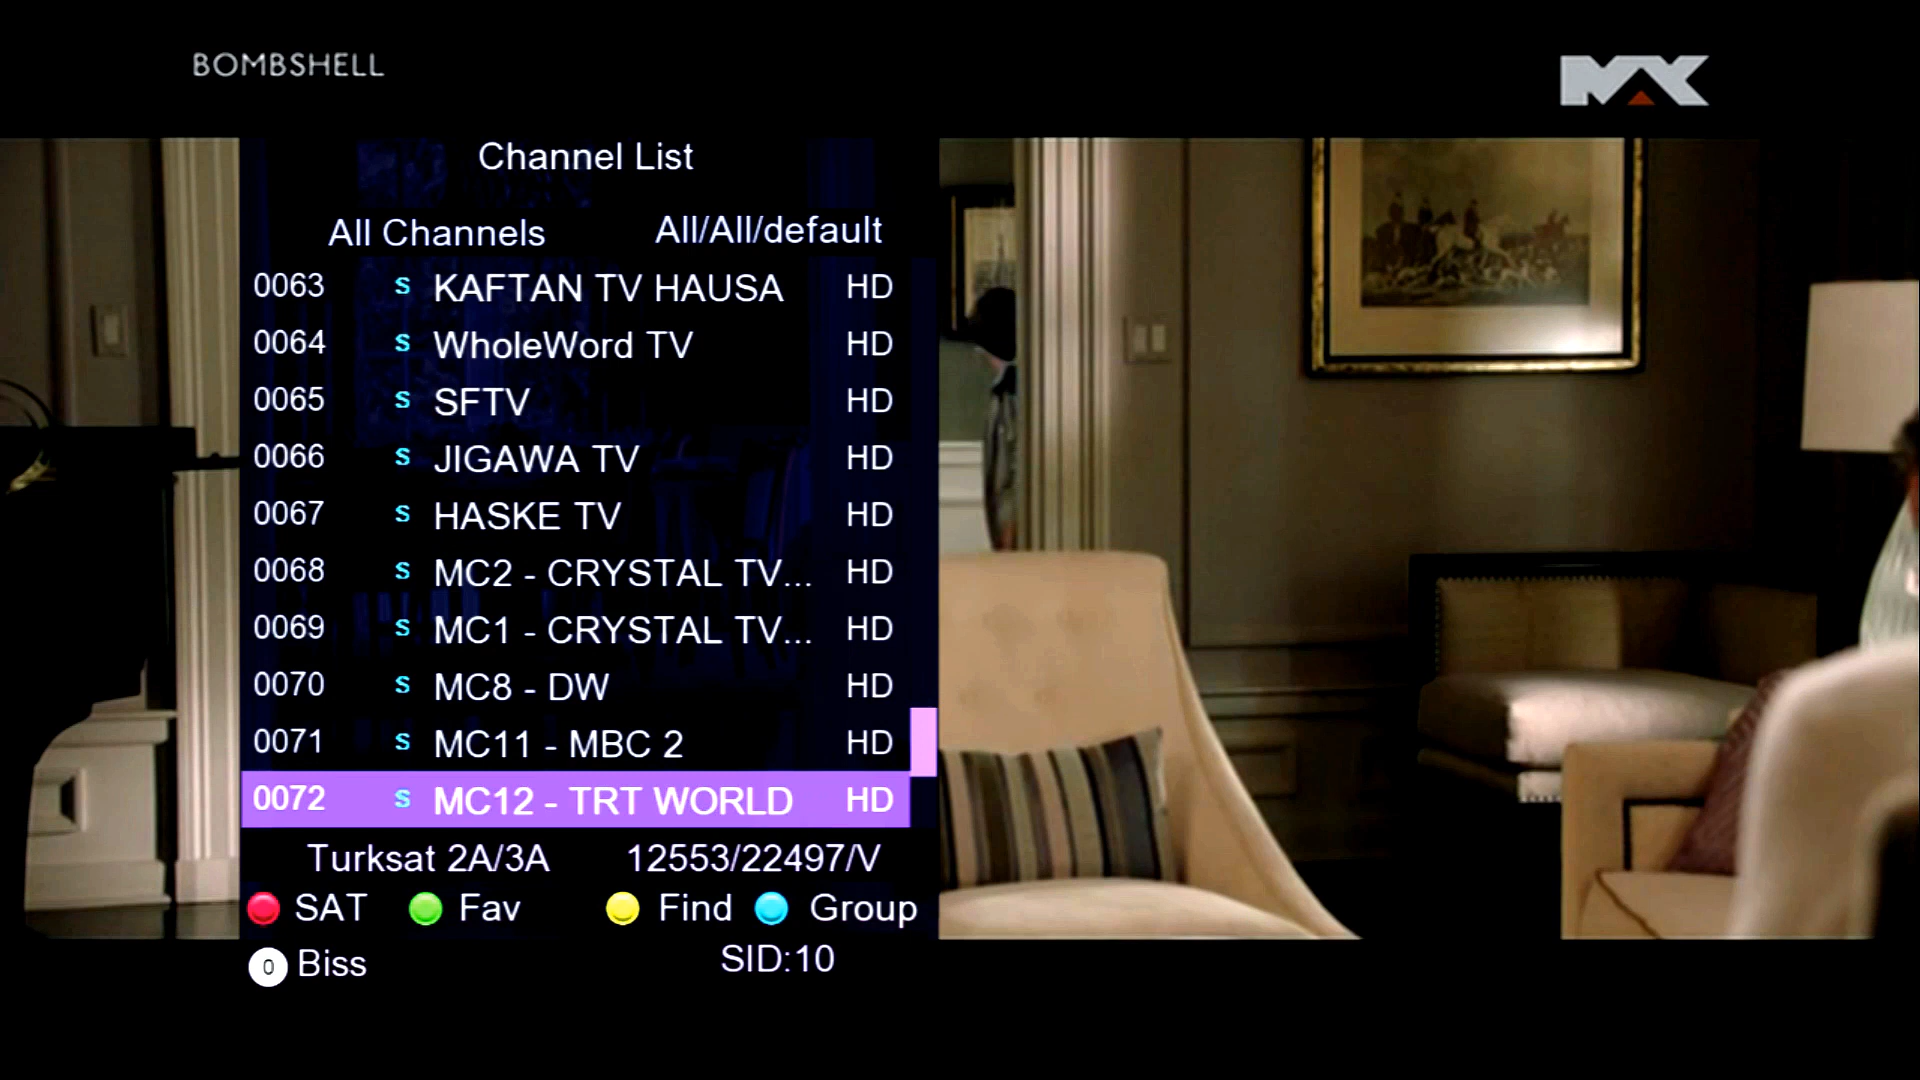 BOMBSHELL
MAX
Channel List
All Channels All/All/default
0063 S KAFTAN TV HAUSA HD
0064 S WholeWord TV HD
0065 S SFTV HD
0066 S JIGAWA TV HD
0067 S HASKE TV HD
0068 S MC2 - CRYSTAL TV... HD
0069 S MC1 - CRYSTAL TV... HD
0070 S MC8 - DW HD
0071 S MC11 - MBC 2 HD
0072 S MC12 - TRT WORLD HD
Turksat 2A/3A 12553/22497/V
SAT Fav Find Group
0 Biss SID:10